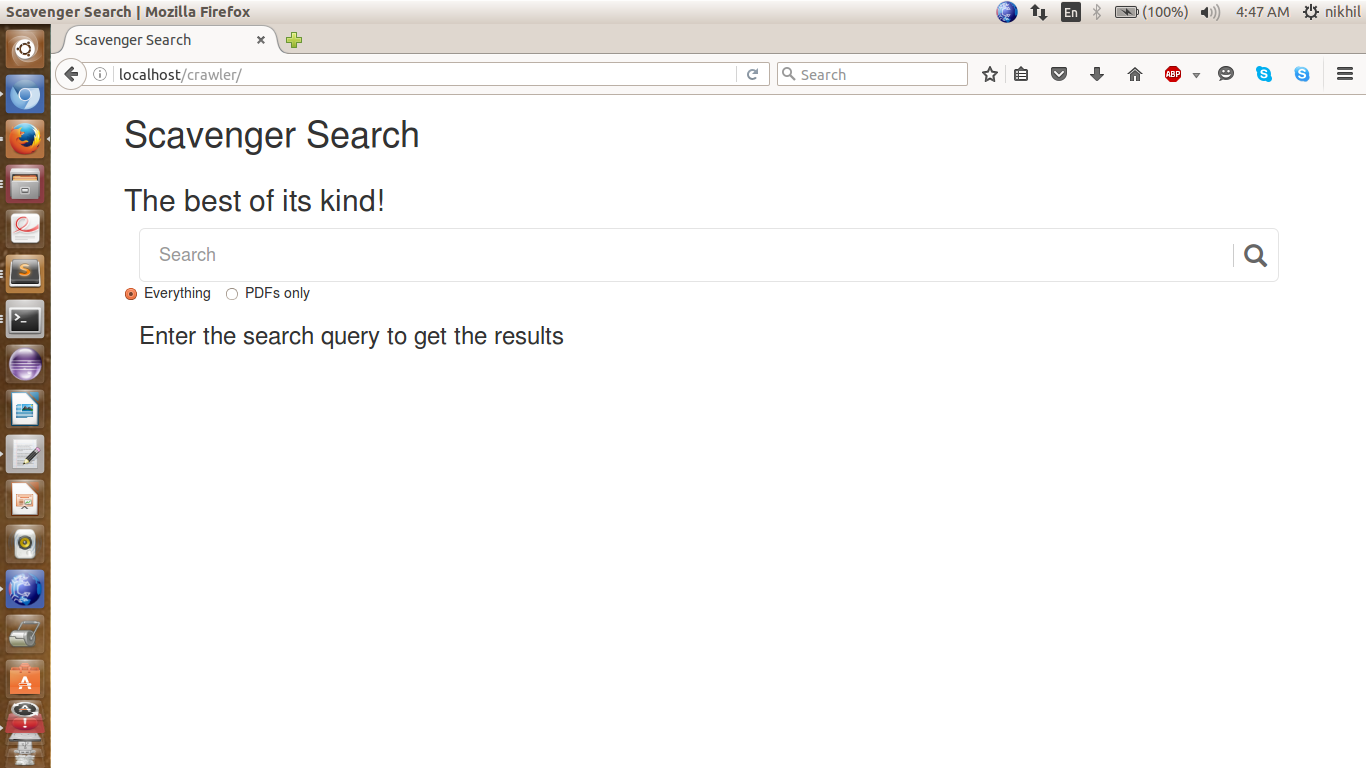 Scavenger Search | Mozilla Firefox
En
(100%)
4:47 AM
nikhil
Scavenger Search
localhost/crawler/
Search
ABP
Scavenger Search
The best of its kind!
Search
Everything
PDFs only
Enter the search query to get the results